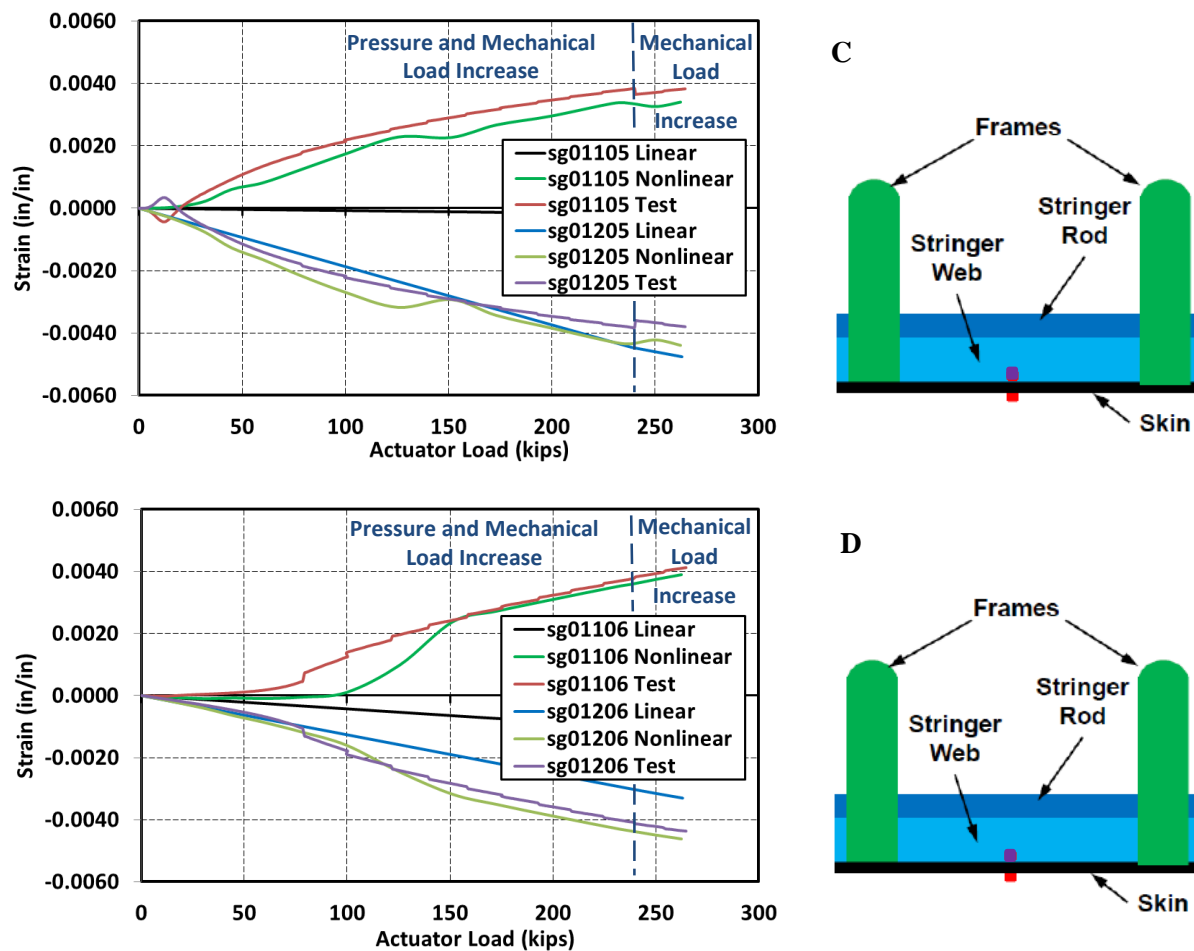 0.0060
0.0040
0.0020
0.0000
-0.0020
-0.0040
-0.0060
Strain (in/in)
Pressure and Mechanical
Load Increase
Mechanical
Load
Increase
sg01105 Linear
sg01105 Nonlinear
sg01105 Test
sg01205 Linear
sg01205 Nonlinear
sg01205 Test
0 50 100 150 200 250 300
Actuator Load (kips)
C
Frames
Stringer
Rod
Stringer
Web
Skin
0.0060
0.0040
0.0020
0.0000
-0.0020
-0.0040
-0.0060
Strain (in/in)
Pressure and Mechanical
Load Increase
Mechanical
Load
Increase
sg01106 Linear
sg01106 Nonlinear
sg01106 Test
sg01206 Linear
sg01206 Nonlinear
sg01206 Test
0 50 100 150 200 250 300
Actuator Load (kips)
D
Frames
Stringer
Rod
Stringer
Web
Skin